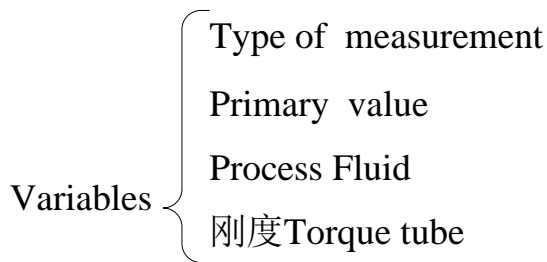 Type of measurement
Primary value
Process Fluid
Variables
刚度Torque tube